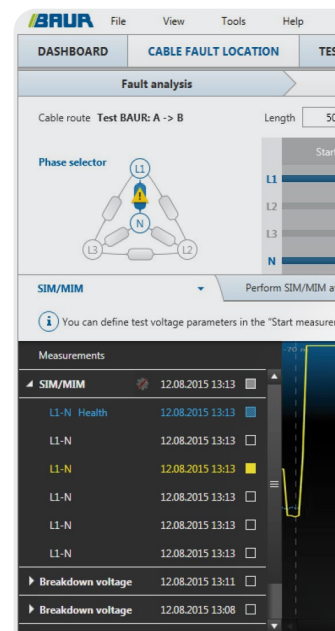 BAUR File View Tools Help
DASHBOARD CABLE FAULT LOCATION
Fault analysis
Cable route Test BAUR: A -> B Length
Phase selector
L1
N
L3 L2
L1
L2
L3
N
SIM/MIM Perform SIM/MIM
You can define test voltage parameters in the "Start
Measurements -70
SIM/MIM 12.08.2015 13:13
L1-N Health 12.08.2015 13:13
L1-N 12.08.2015 13:13
L1-N 12.08.2015 13:13
L1-N 12.08.2015 13:13
L1-N 12.08.2015 13:13
L1-N 12.08.2015 13:13
Breakdown voltage 12.08.2015 13:11
Breakdown voltage 12.08.2015 13:08